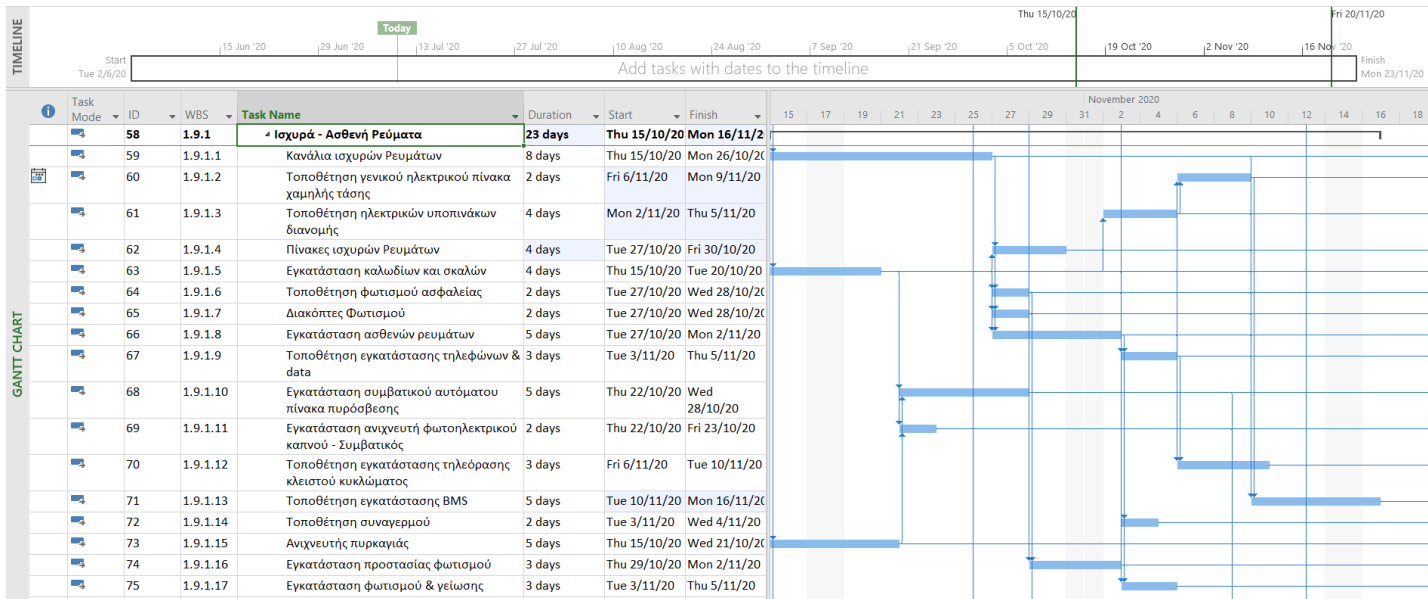 TIMELINE
Thu 15/10/20 Fri 20/11/20
Today
15 Jun '20 29 Jun '20 13 Jul '20 27 Jul '20 10 Aug '20 24 Aug '20 7 Sep '20 21 Sep '20 5 Oct '20 19 Oct '20 2 Nov '20 16 Nov '20
Start
Tue 2/6/20
Add tasks with dates to the timeline
Finish
Mon 23/11/20
GANTT CHART
Task Mode ID WBS Task Name Duration Start Finish
November 2020
15 17 19 21 23 25 27 29 31 2 4 6 8 10 12 14 16 18
58 1.9.1 Ισχυρά - Ασθενή Ρεύματα 23 days Thu 15/10/20 Mon 16/11/2
59 1.9.1.1 Κανάλια ισχυρών Ρευμάτων 8 days Thu 15/10/20 Mon 26/10/20
60 1.9.1.2 Τοποθέτηση γενικού ηλεκτρικού πίνακα 2 days Fri 6/11/20 Mon 9/11/20
χαμηλής τάσης
61 1.9.1.3 Τοποθέτηση ηλεκτρικών υποπινάκων 4 days Mon 2/11/20 Thu 5/11/20
διανομής
62 1.9.1.4 Πίνακες ισχυρών Ρευμάτων 4 days Tue 27/10/20 Fri 30/10/20
63 1.9.1.5 Εγκατάσταση καλωδίων και σκαλών 4 days Thu 15/10/20 Tue 20/10/20
64 1.9.1.6 Τοποθέτηση φωτισμού ασφαλείας 2 days Tue 27/10/20 Wed 28/10/20
65 1.9.1.7 Διακόπτες Φωτισμού 2 days Tue 27/10/20 Wed 28/10/20
66 1.9.1.8 Εγκατάσταση ασθενών ρευμάτων 5 days Tue 27/10/20 Mon 2/11/20
67 1.9.1.9 Τοποθέτηση εγκατάστασης τηλεφώνων & 3 days Tue 3/11/20 Thu 5/11/20
data
68 1.9.1.10 Εγκατάσταση συμβατικού αυτόματου 5 days Thu 22/10/20 Wed
πίνακα πυρόσβεσης 28/10/20
69 1.9.1.11 Εγκατάσταση ανιχνευτή φωτοηλεκτρικού 2 days Thu 22/10/20 Fri 23/10/20
καπνού - Συμβατικός
70 1.9.1.12 Τοποθέτηση εγκατάστασης τηλεόρασης 3 days Fri 6/11/20 Tue 10/11/20
κλειστού κυκλώματος
71 1.9.1.13 Τοποθέτηση εγκατάστασης BMS 5 days Tue 10/11/20 Mon 16/11/20
72 1.9.1.14 Τοποθέτηση συναγερμού 2 days Tue 3/11/20 Wed 4/11/20
73 1.9.1.15 Ανιχνευτής πυρκαγιάς 5 days Thu 15/10/20 Wed 21/10/20
74 1.9.1.16 Εγκατάσταση προστασίας φωτισμού 3 days Thu 29/10/20 Mon 2/11/20
75 1.9.1.17 Εγκατάσταση φωτισμού & γείωσης 3 days Tue 3/11/20 Thu 5/11/20